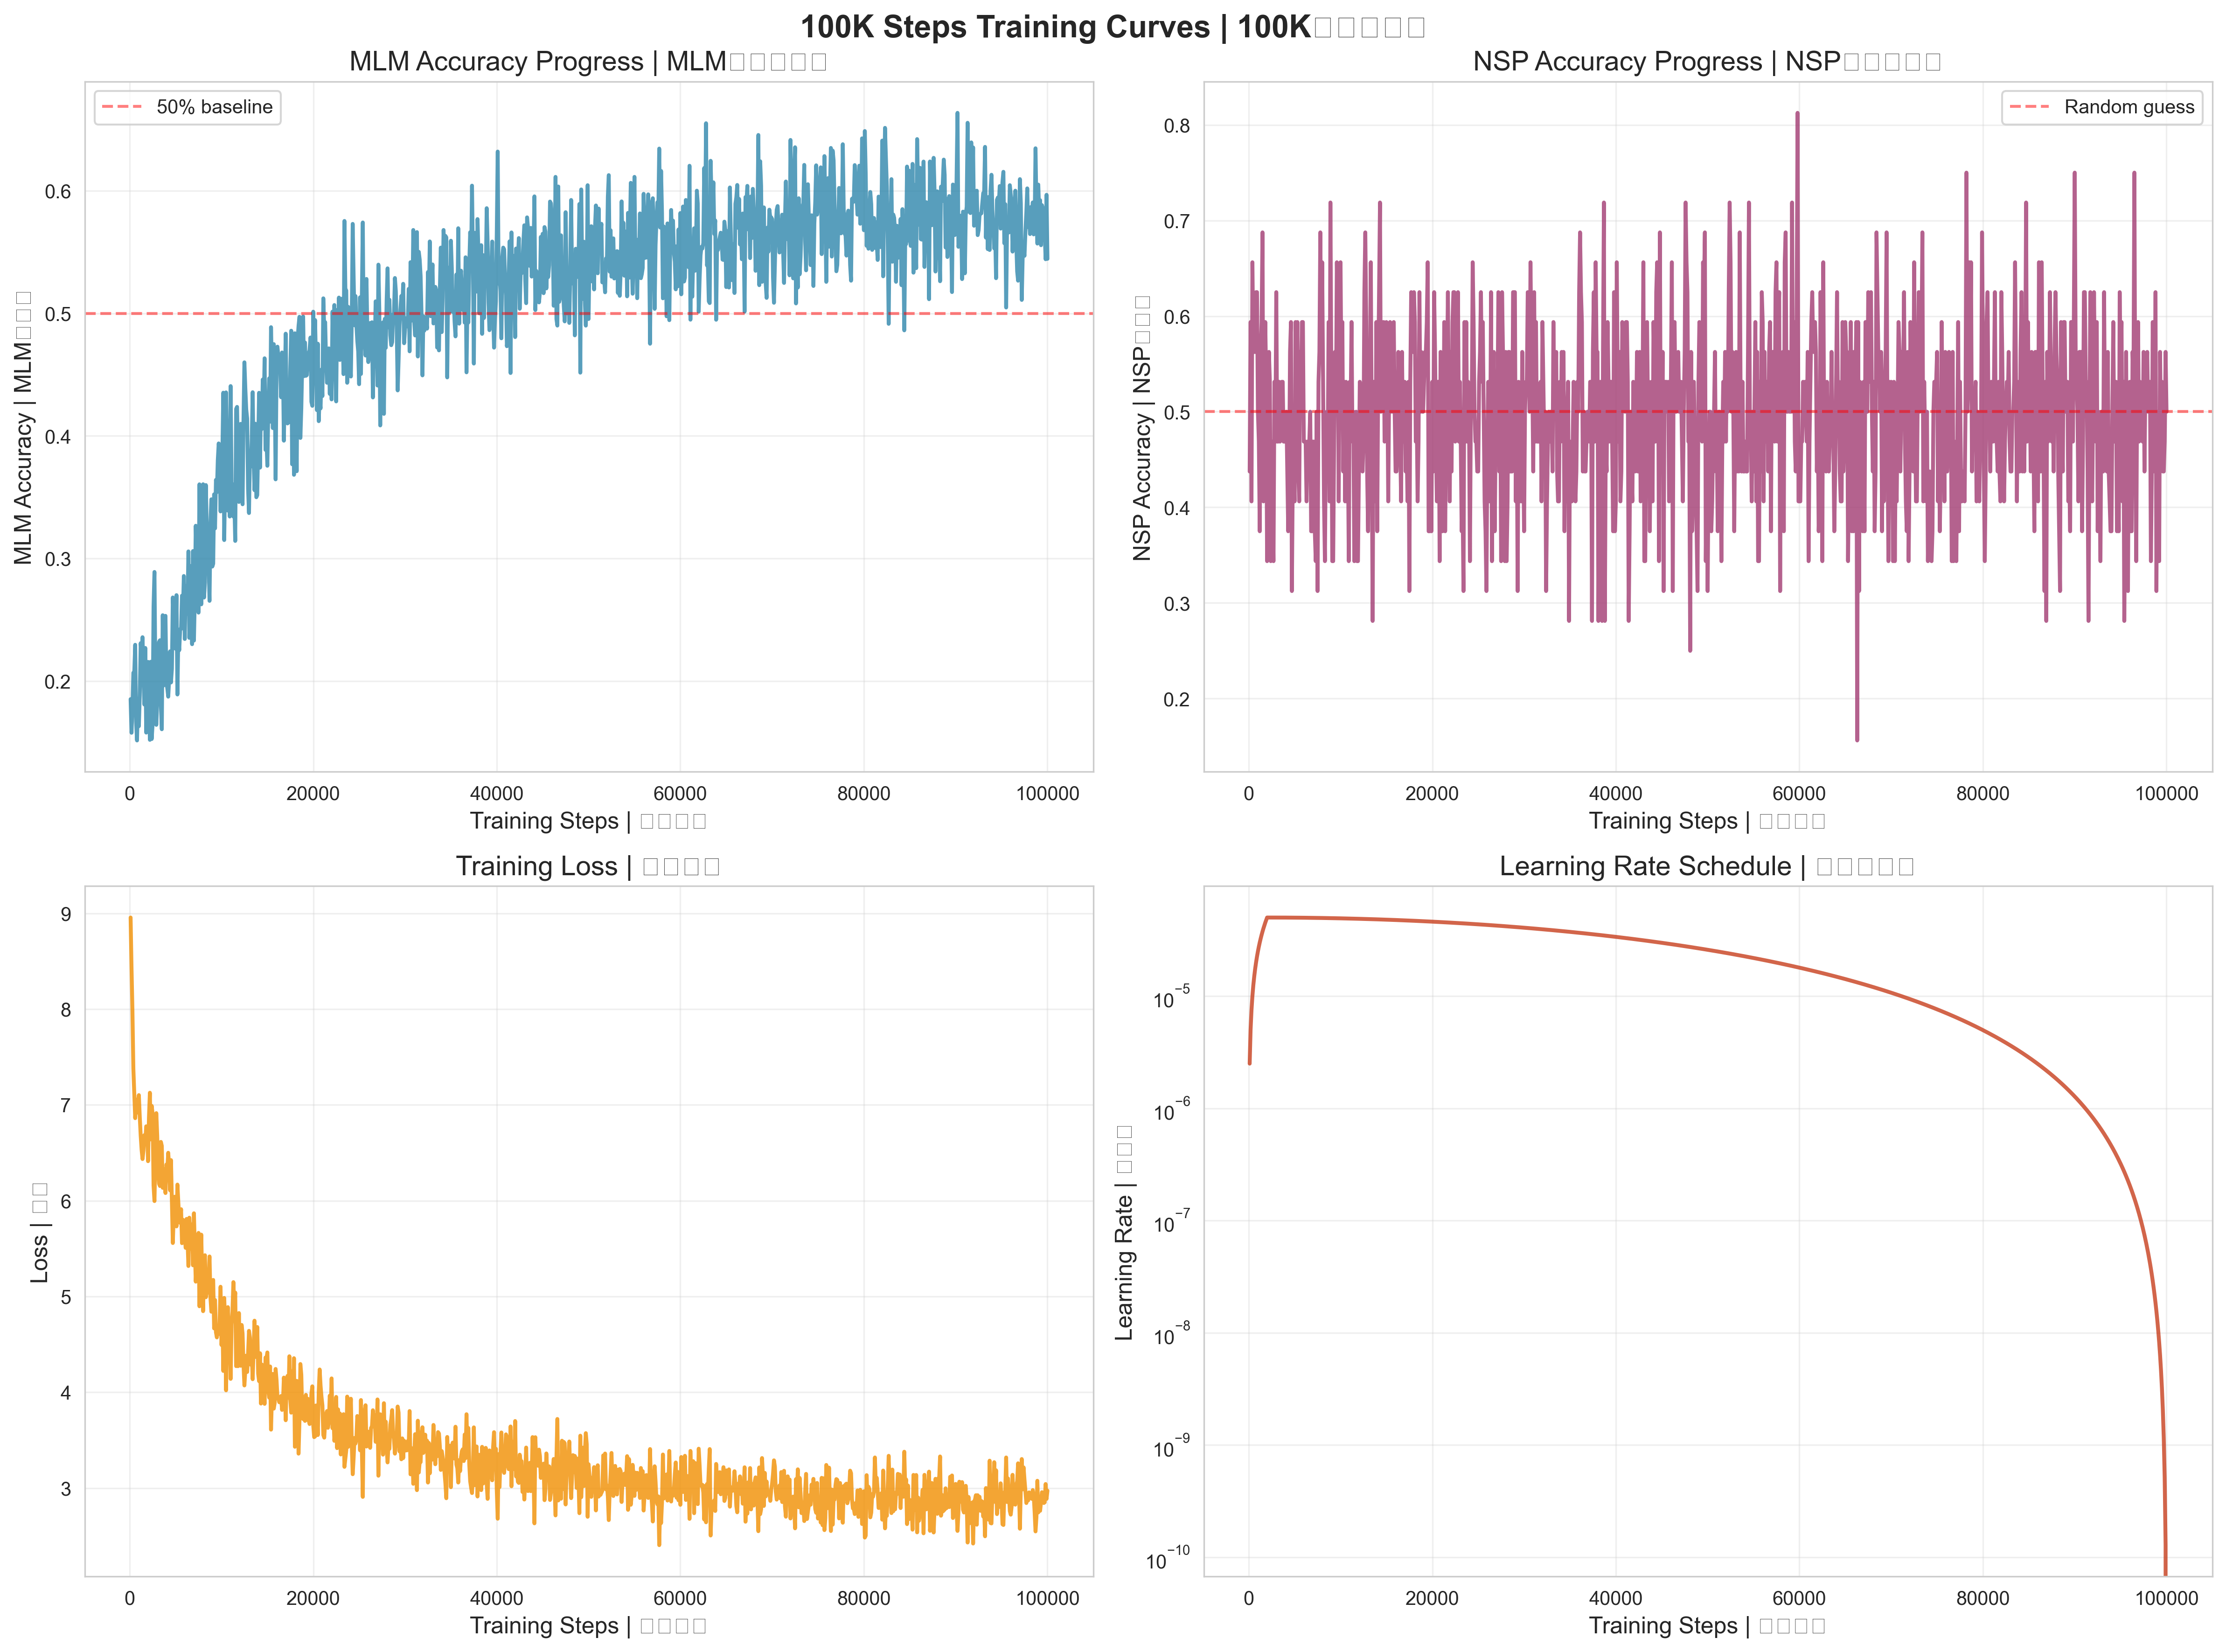 100K Steps Training Curves | 100K□□□□□
MLM Accuracy Progress | MLM□□□□□
50% baseline
MLM Accuracy | MLM□□□
0.6
0.5
0.4
0.3
0.2
0 20000 40000 60000 80000 100000
Training Steps | □□□□
NSP Accuracy Progress | NSP□□□□□
Random guess
NSP Accuracy | NSP□□□
0.8
0.7
0.6
0.5
0.4
0.3
0.2
0 20000 40000 60000 80000 100000
Training Steps | □□□□
Training Loss | □□□□
Loss | □□
9
8
7
6
5
4
3
0 20000 40000 60000 80000 100000
Training Steps | □□□□
Learning Rate Schedule | □□□□□
Learning Rate | □□□
10⁻⁵
10⁻⁶
10⁻⁷
10⁻⁸
10⁻⁹
10⁻¹⁰
0 20000 40000 60000 80000 100000
Training Steps | □□□□